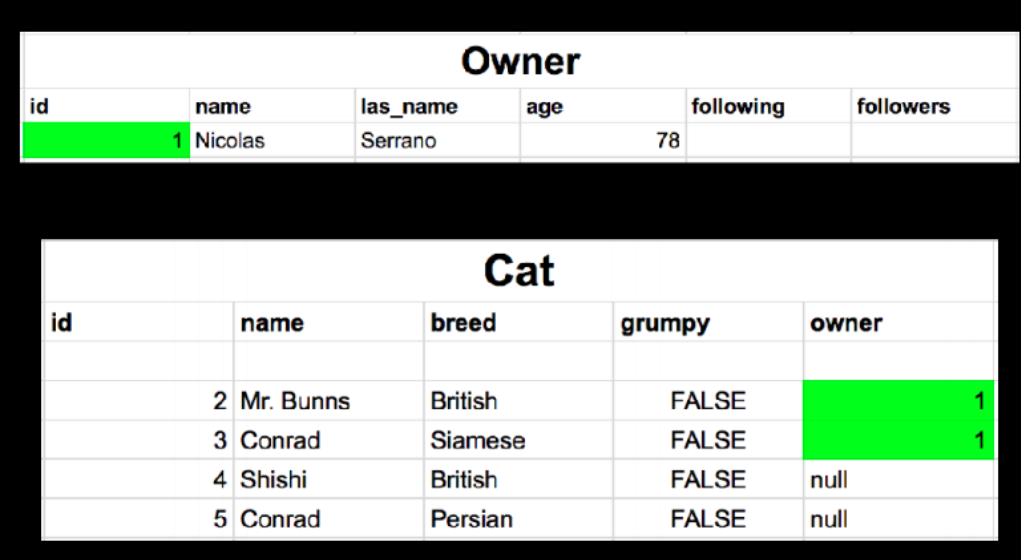 Owner
id name las_name age following followers
1 Nicolas Serrano 78
Cat
id name breed grumpy owner
2 Mr. Bunns British FALSE 1
3 Conrad Siamese FALSE 1
4 Shishi British FALSE null
5 Conrad Persian FALSE null